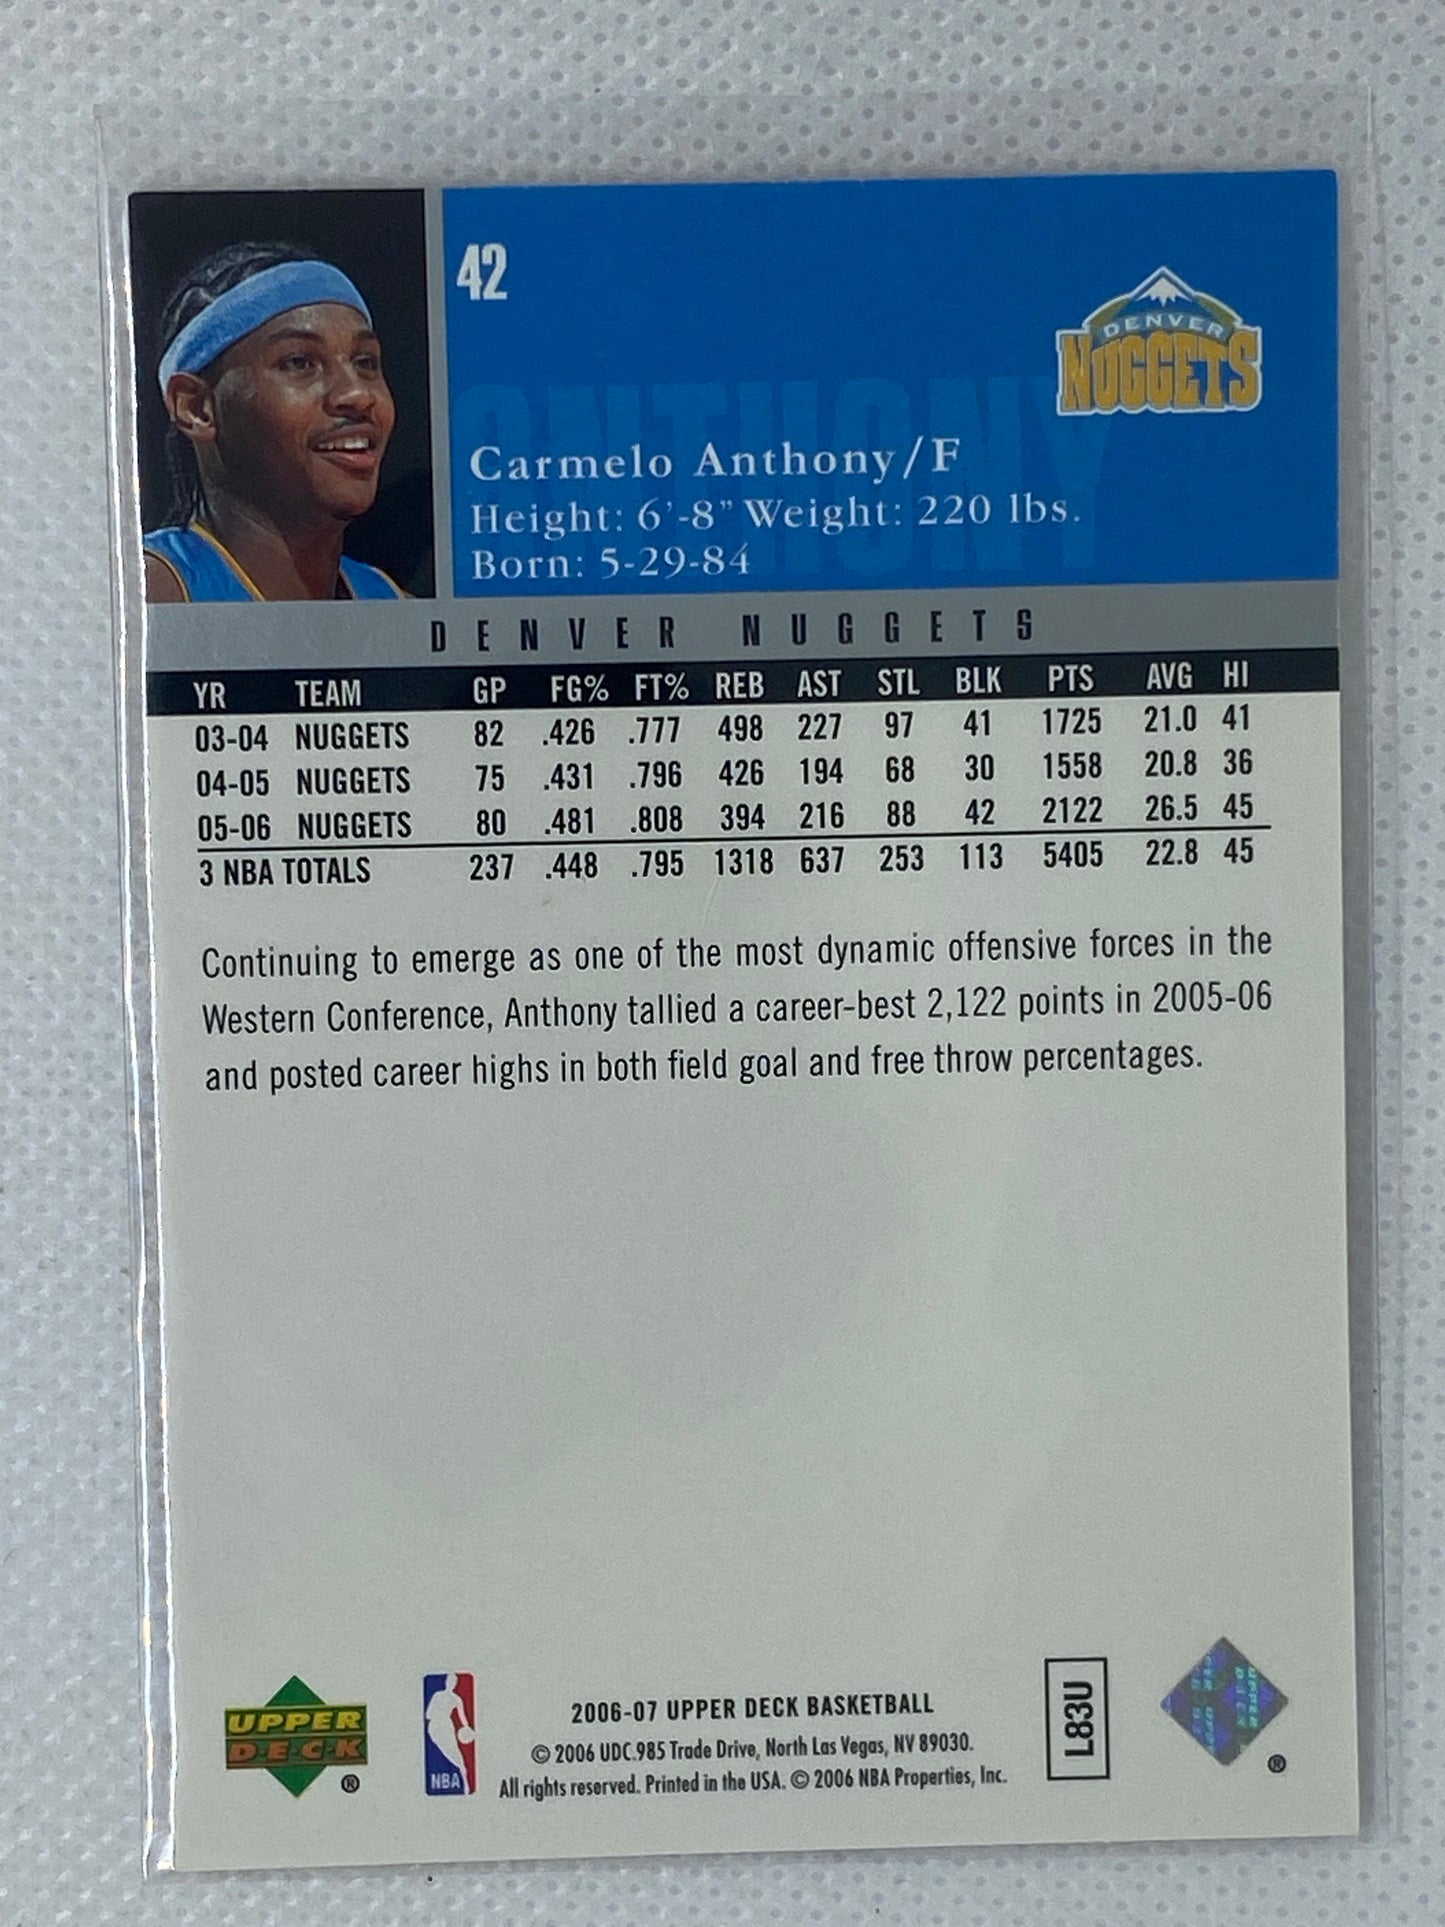 42
DENVER
NUGGETS
ANTHONY
Carmelo Anthony/F
Height: 6'-8" Weight: 220 lbs.
Born: 5-29-84
DENVER NUGGETS
YR TEAM GP FG% FT% REB AST STL BLK PTS AVG HI
03-04 NUGGETS 82 .426 .777 498 227 97 41 1725 21.0 41
04-05 NUGGETS 75 .431 .796 426 194 68 30 1558 20.8 36
05-06 NUGGETS 80 .481 .808 394 216 88 42 2122 26.5 45
3 NBA TOTALS 237 .448 .795 1318 637 253 113 5405 22.8 45
Continuing to emerge as one of the most dynamic offensive forces in the
Western Conference, Anthony tallied a career-best 2,122 points in 2005-06
and posted career highs in both field goal and free throw percentages.
UPPER
DECK
®
NBA
2006-07 UPPER DECK BASKETBALL
© 2006 UDC.985 Trade Drive, North Las Vegas, NV 89030.
All rights reserved. Printed in the USA. © 2006 NBA Properties, Inc.
L83U
®